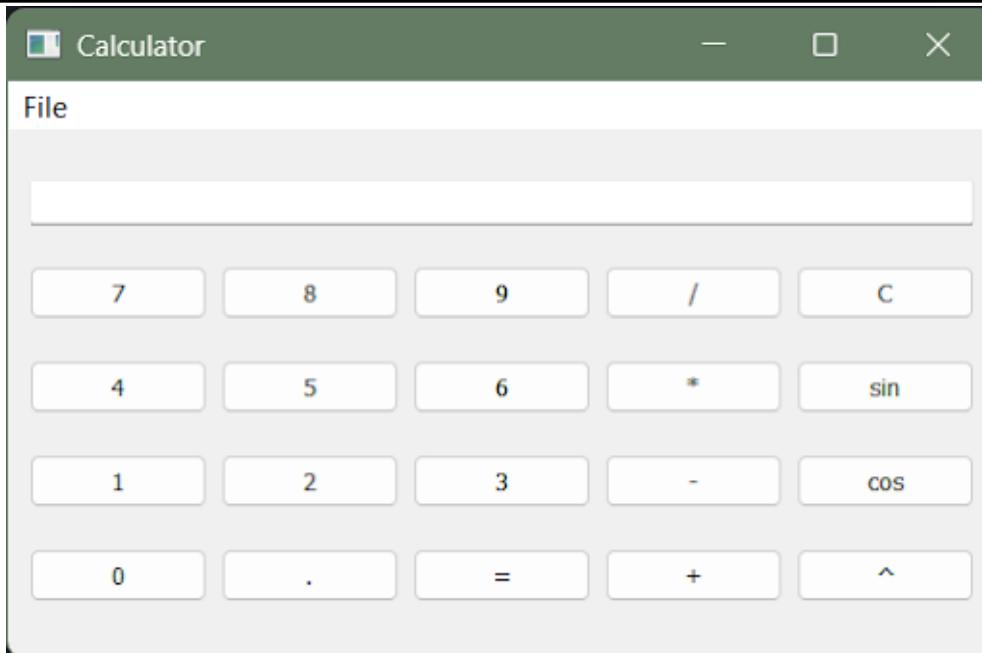 Calculator
File
7 8 9 / C
4 5 6 * sin
1 2 3 - cos
0 . = + ^